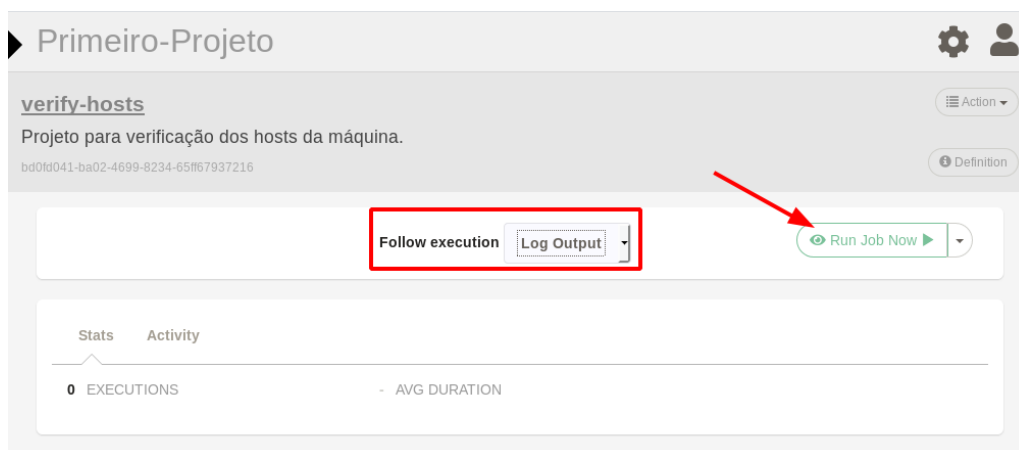 Primeiro-Projeto
verify-hosts
Action
Projeto para verificação dos hosts da máquina.
bd0fd041-ba02-4699-8234-65ff67937216
Definition
Follow execution Log Output
Run Job Now
Stats Activity
0 EXECUTIONS - AVG DURATION